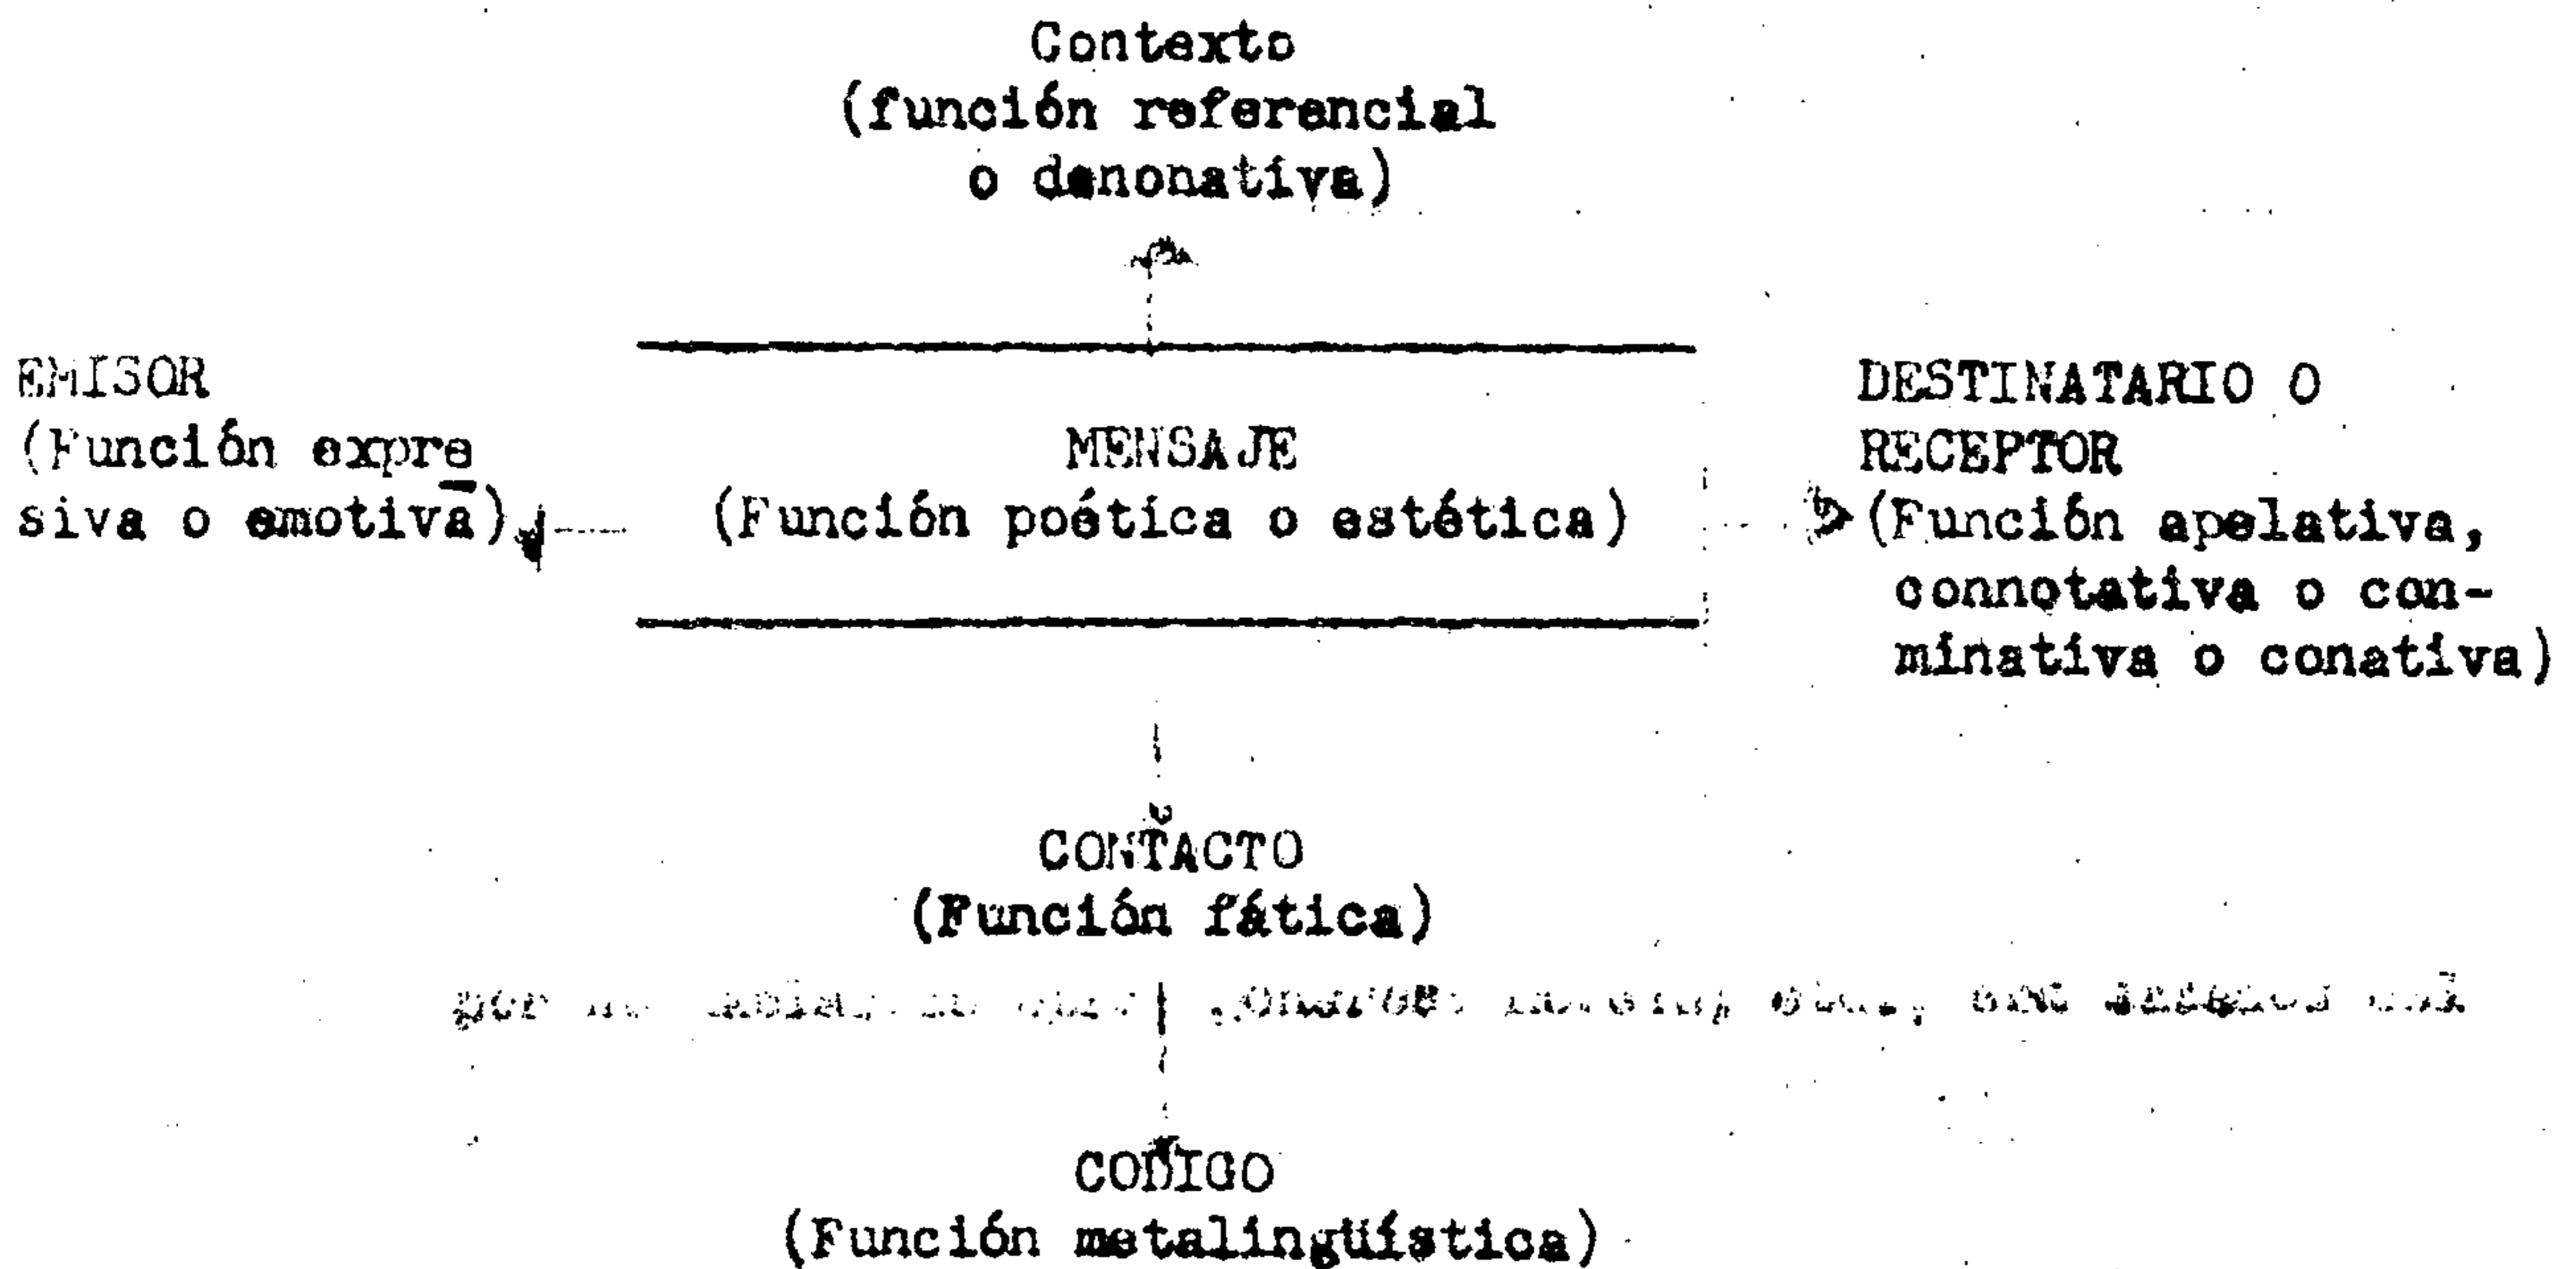 Contexto
(función referencial
o denonativa)
EMISOR
(Función expre
siva o emotiva)
MENSAJE
(Función poética o estética)
DESTINATARIO O
RECEPTOR
(Función apelativa,
connotativa o con-
minativa o conativa)
CONTACTO
(Función fática)
por
CODIGO
(Función metalingüística)